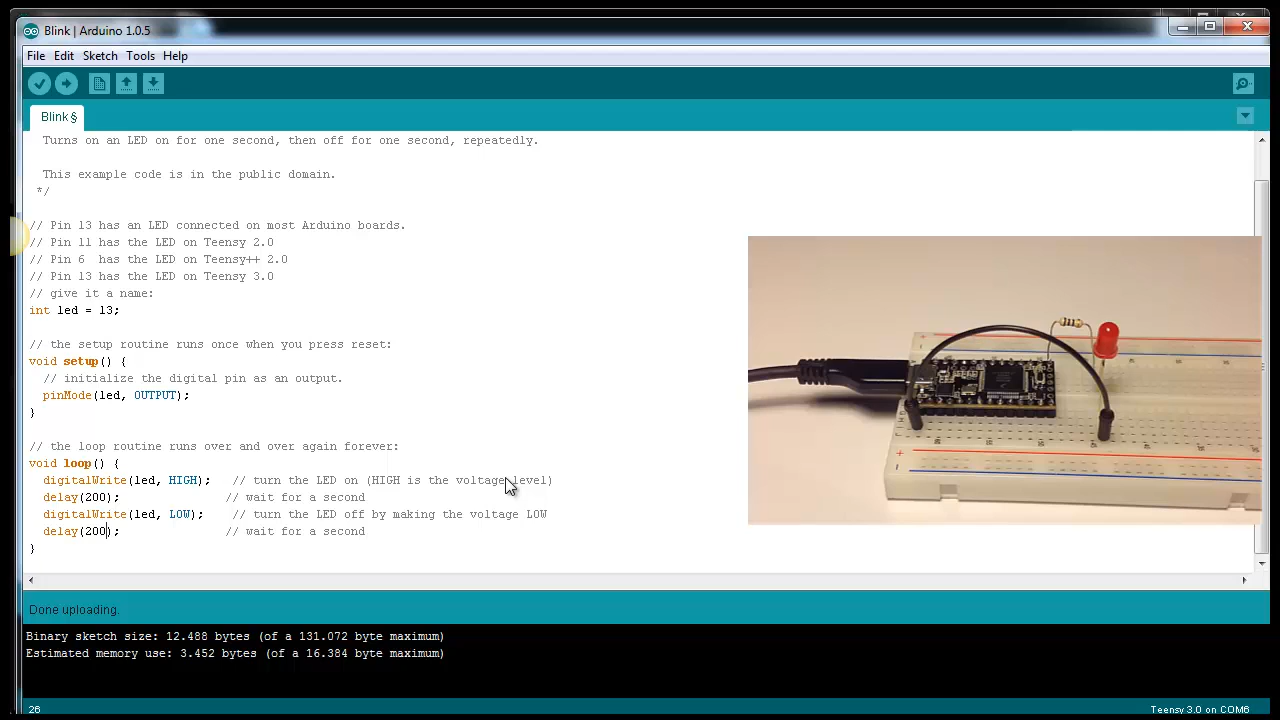 Blink | Arduino 1.0.5
File Edit Sketch Tools Help
Blink §
Turns on an LED on for one second, then off for one second, repeatedly.
This example code is in the public domain.
*/
// Pin 13 has an LED connected on most Arduino boards.
// Pin 11 has the LED on Teensy 2.0
// Pin 6  has the LED on Teensy++ 2.0
// Pin 13 has the LED on Teensy 3.0
// give it a name:
int led = 13;
// the setup routine runs once when you press reset:
void setup() {
// initialize the digital pin as an output.
pinMode(led, OUTPUT);
}
// the loop routine runs over and over again forever:
void loop() {
digitalWrite(led, HIGH);   // turn the LED on (HIGH is the voltage level)
delay(200);               // wait for a second
digitalWrite(led, LOW);    // turn the LED off by making the voltage LOW
delay(200);               // wait for a second
}
Done uploading.
Binary sketch size: 12.488 bytes (of a 131.072 byte maximum)
Estimated memory use: 3.452 bytes (of a 16.384 byte maximum)
26
Teensy 3.0 on COM6